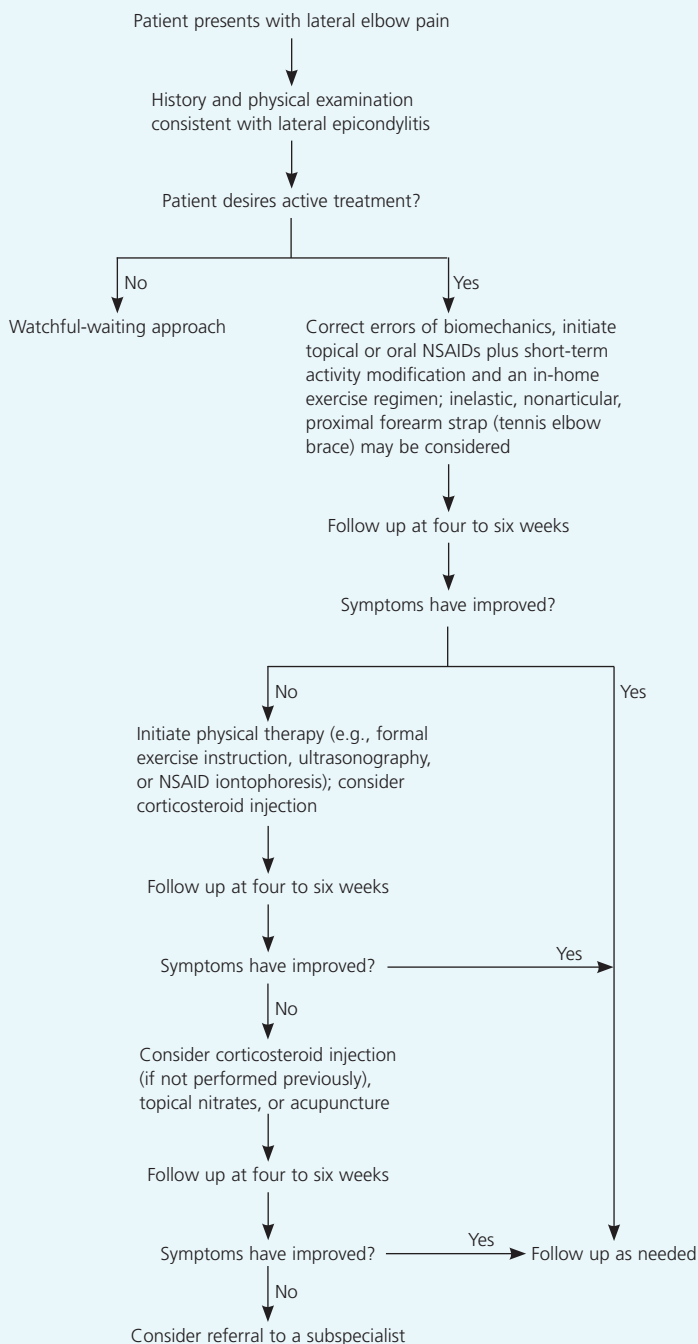 Patient presents with lateral elbow pain
History and physical examination
consistent with lateral epicondylitis
Patient desires active treatment?
No
Yes
Watchful-waiting approach
Correct errors of biomechanics, initiate
topical or oral NSAIDs plus short-term
activity modification and an in-home
exercise regimen; inelastic, nonarticular,
proximal forearm strap (tennis elbow
brace) may be considered
Follow up at four to six weeks
Symptoms have improved?
No
Yes
Initiate physical therapy (e.g., formal
exercise instruction, ultrasonography,
or NSAID iontophoresis); consider
corticosteroid injection
Follow up at four to six weeks
Symptoms have improved?
Yes
No
Consider corticosteroid injection
(if not performed previously),
topical nitrates, or acupuncture
Follow up at four to six weeks
Symptoms have improved?
Yes
Follow up as needed
No
Consider referral to a subspecialist